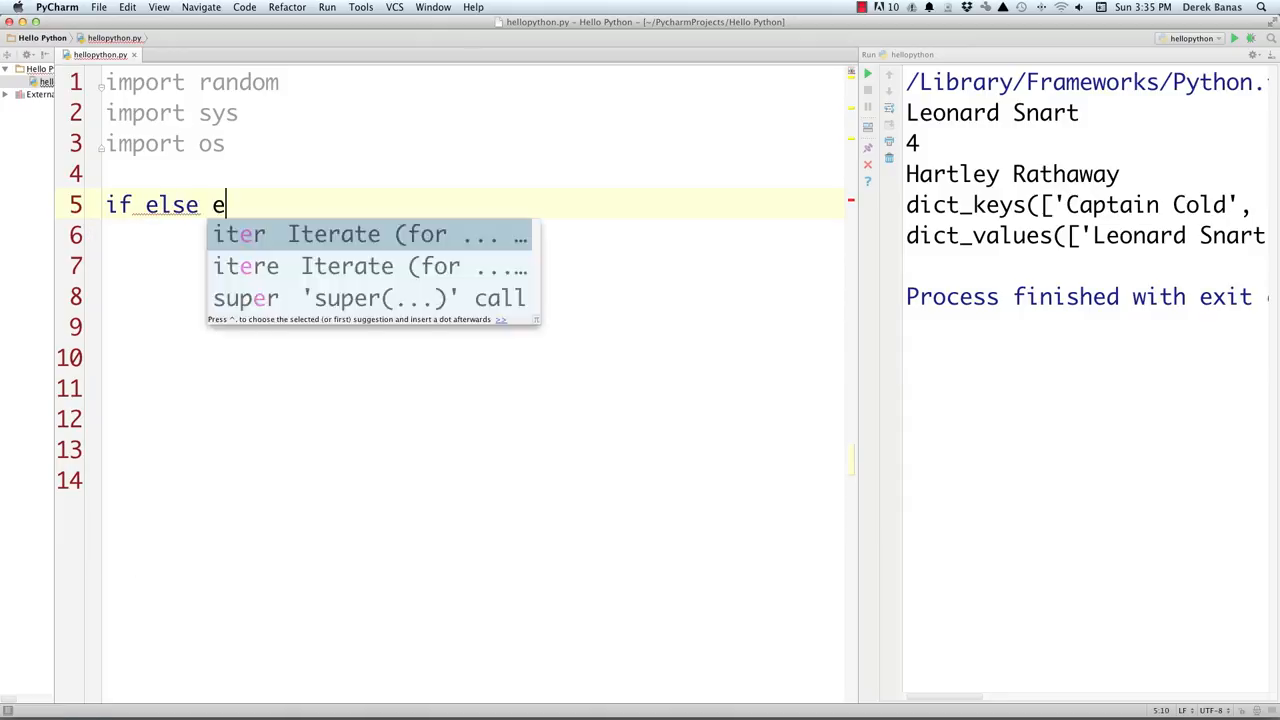 PyCharm File Edit View Navigate Code Refactor Run Tools VCS Window Help 10 Sun 3:35 PM Derek Banas
hellopython.py – Hello Python – [~/PycharmProjects/Hello Python]
Hello Python hellopython.py hellopython
hellopython.py × Run hellopython
Hello P
hell
Externa
1 import random
2 import sys
3 import os
4
5 if else e
6
7
8
9
10
11
12
13
14
iter Iterate (for ... …
itere Iterate (for ...…
super 'super(...)' call
Press ^. to choose the selected (or first) suggestion and insert a dot afterwards >>
/Library/Frameworks/Python.
Leonard Snart
4
Hartley Rathaway
dict_keys(['Captain Cold',
dict_values(['Leonard Snart
Process finished with exit
5:10 LF UTF-8